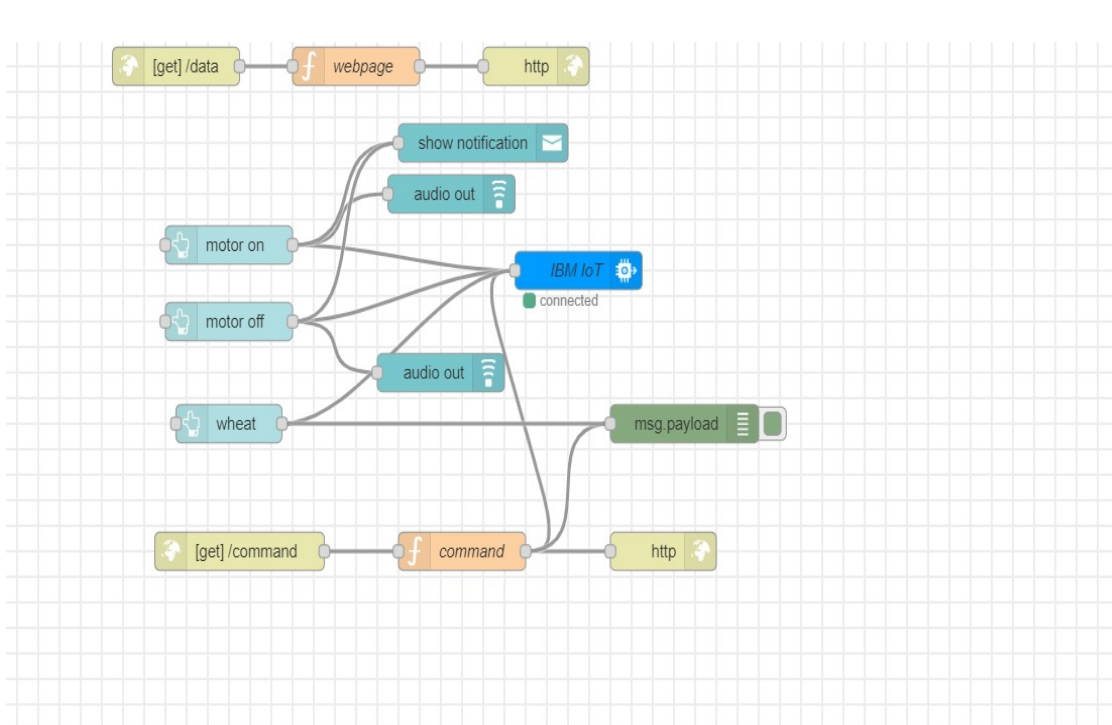 [get] /data
webpage
http
show notification
audio out
motor on
IBM IoT
connected
motor off
audio out
wheat
msg.payload
[get] /command
command
http